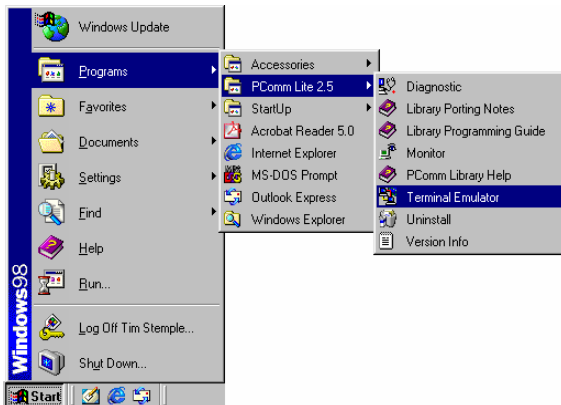 Windows Update
Programs
Favorites
Documents
Settings
Find
Help
Run...
Log Off Tim Stemple...
Shut Down...
Windows98
Start
Accessories
PComm Lite 2.5
StartUp
Acrobat Reader 5.0
Internet Explorer
MS-DOS Prompt
Outlook Express
Windows Explorer
Diagnostic
Library Porting Notes
Library Programming Guide
Monitor
PComm Library Help
Terminal Emulator
Uninstall
Version Info